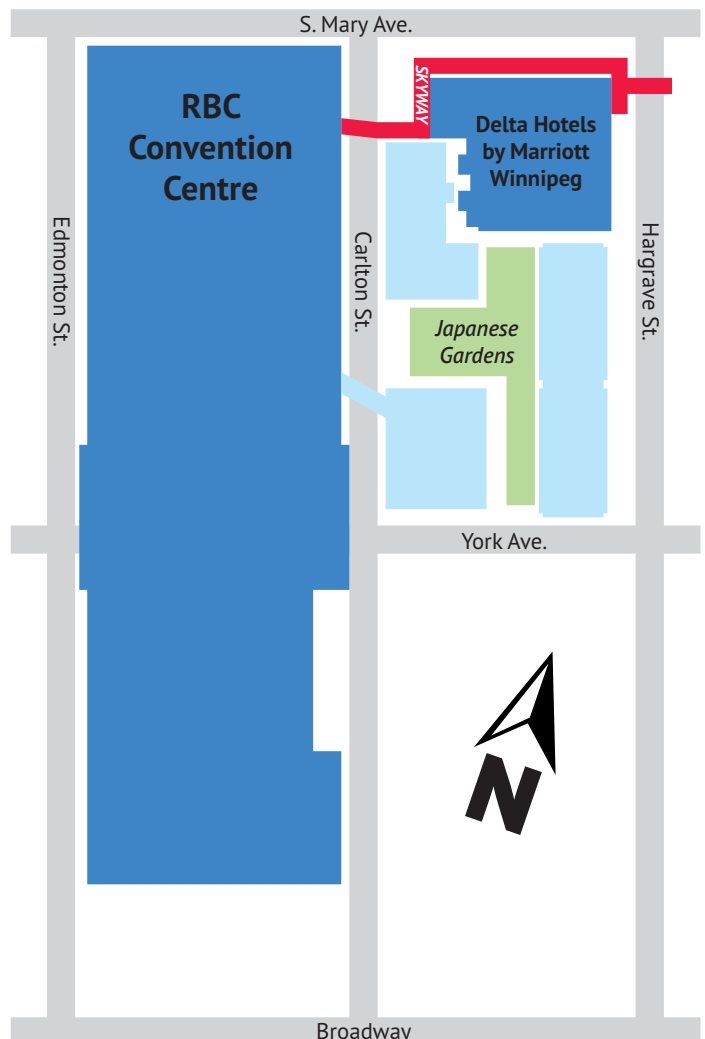 S. Mary Ave.
SKYWAY
RBC
Convention
Centre
Delta Hotels
by Marriott
Winnipeg
Edmonton St.
Carlton St.
Hargrave St.
Japanese
Gardens
York Ave.
N
Broadway